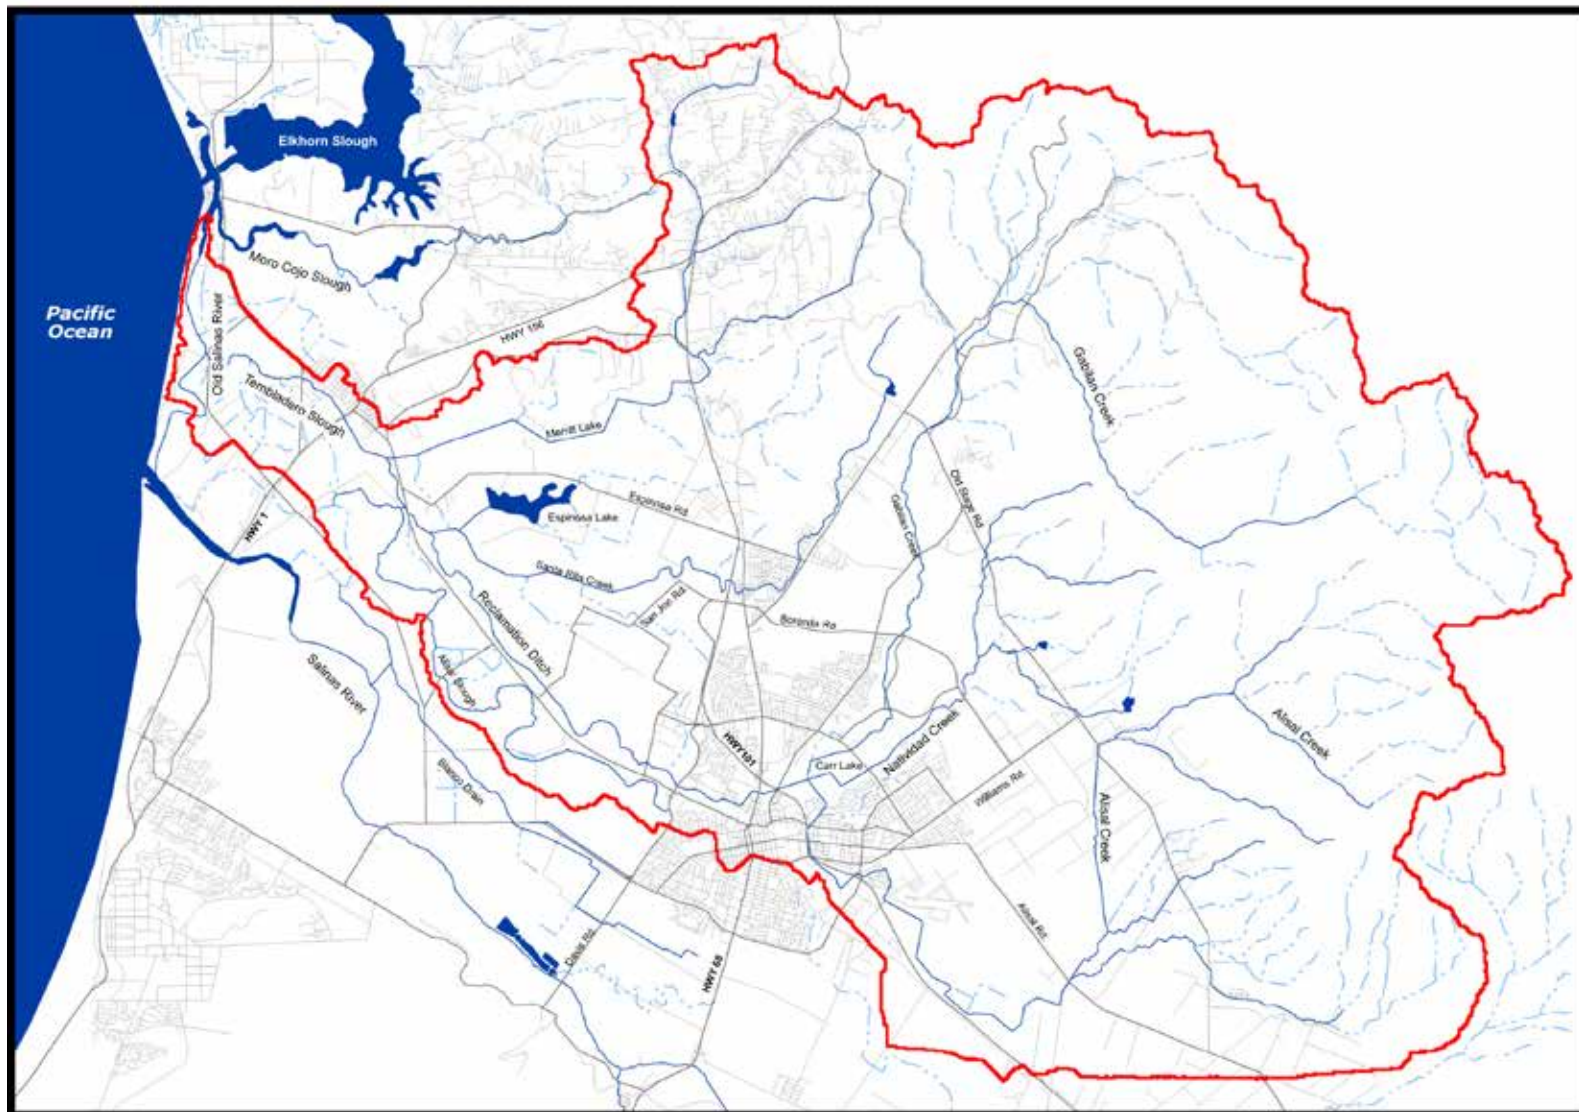 Elkhorn Slough
Moro Cojo Slough
Pacific
Ocean
Old Salinas River
HWY 156
Tembladero Slough
Merritt Lake
Gabilan Creek
Espinosa Rd
Espinosa Lake
Old Stage Rd
Gabilan Creek
HWY 1
Santa Rita Creek
San Jon Rd.
Boronda Rd
Reclamation Ditch
Alisal Slough
Salinas River
Alisal Creek
Natividad Creek
HWY101
Carr Lake
Williams Rd.
Blanco Drain
Alisal Creek
Alisal Rd.
Davis Rd.
HWY 68